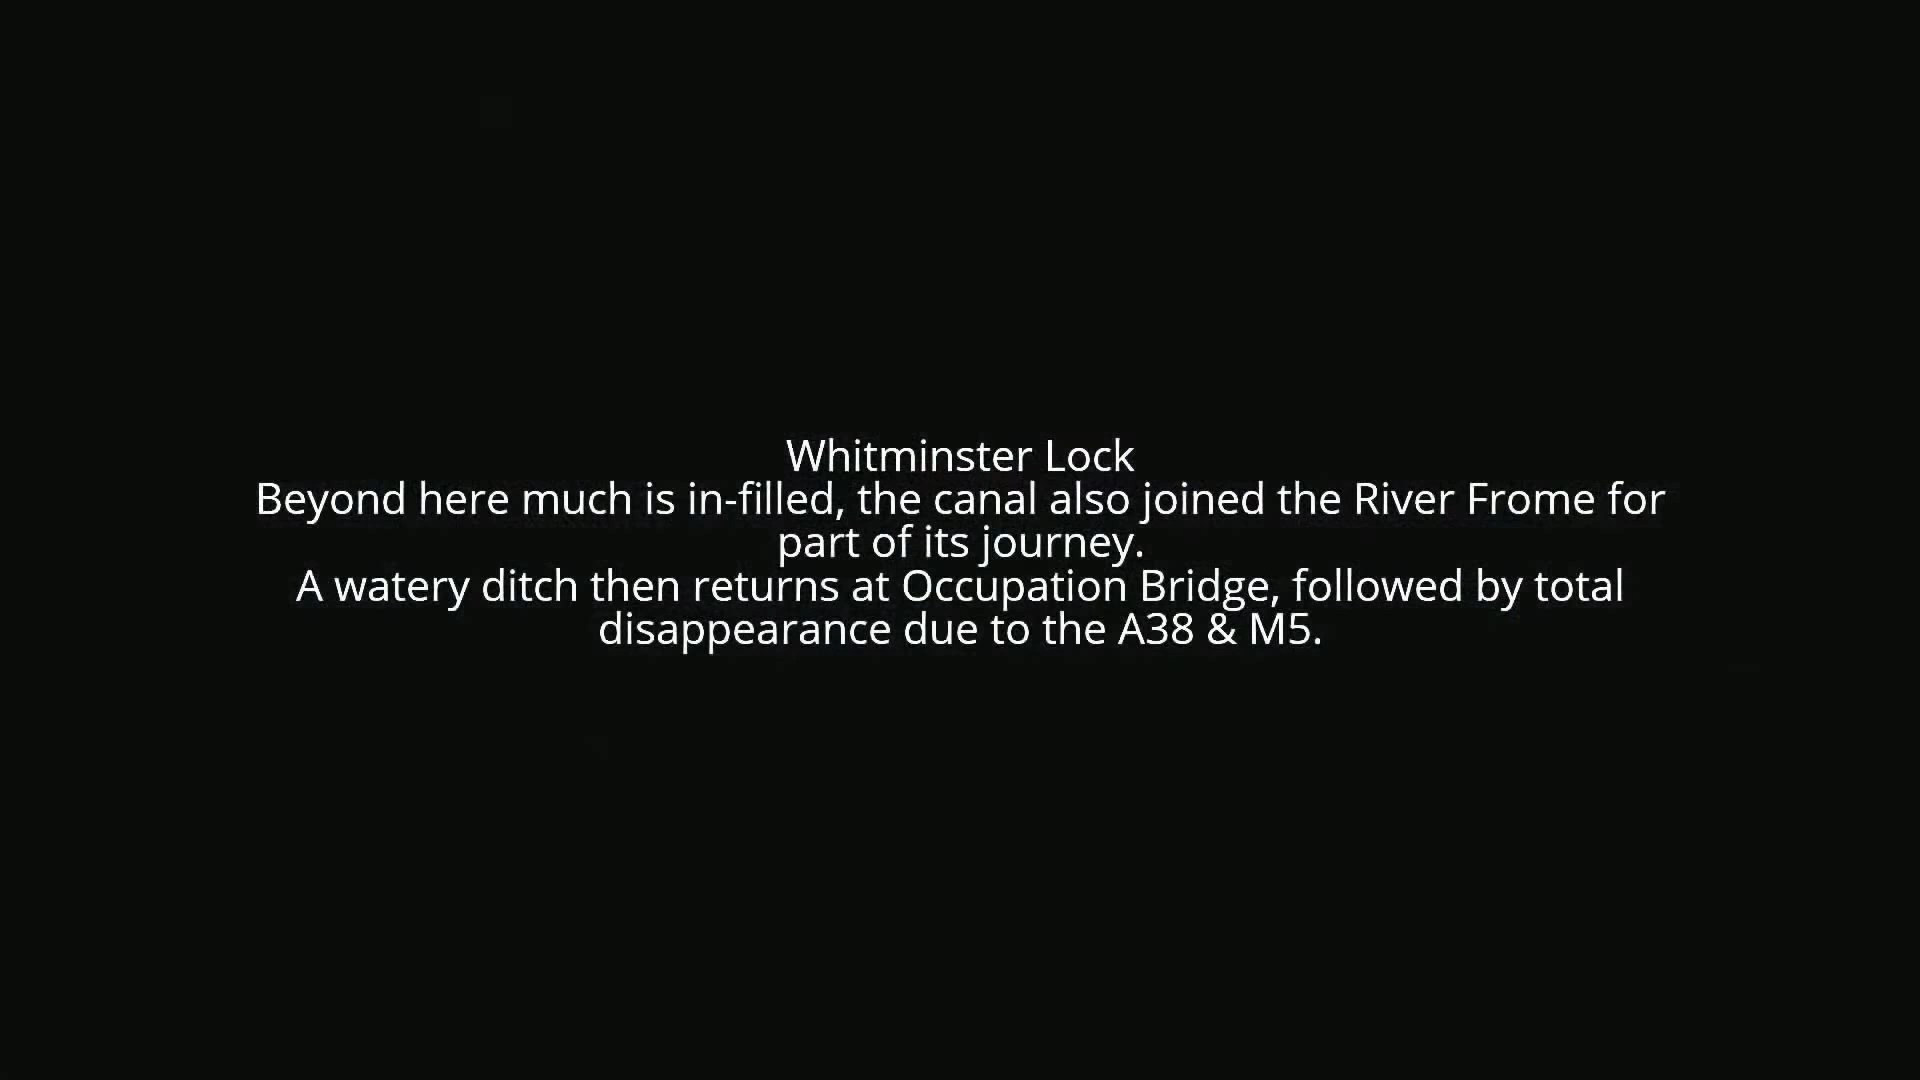 Whitminster Lock
Beyond here much is in-filled, the canal also joined the River Frome for
part of its journey.
A watery ditch then returns at Occupation Bridge, followed by total
disappearance due to the A38 & M5.